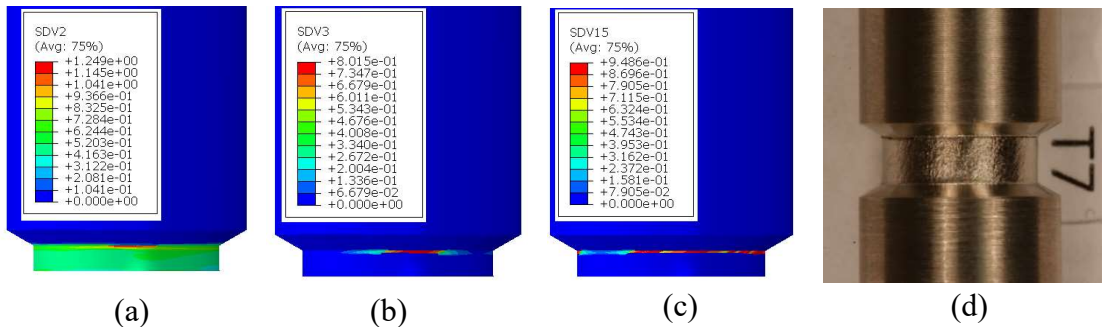 SDV2
(Avg: 75%)
+1.249e+00
+1.145e+00
+1.041e+00
+9.366e-01
+8.325e-01
+7.284e-01
+6.244e-01
+5.203e-01
+4.163e-01
+3.122e-01
+2.081e-01
+1.041e-01
+0.000e+00
SDV3
(Avg: 75%)
+8.015e-01
+7.347e-01
+6.679e-01
+6.011e-01
+5.343e-01
+4.676e-01
+4.008e-01
+3.340e-01
+2.672e-01
+2.004e-01
+1.336e-01
+6.679e-02
+0.000e+00
SDV15
(Avg: 75%)
+9.486e-01
+8.696e-01
+7.905e-01
+7.115e-01
+6.324e-01
+5.534e-01
+4.743e-01
+3.953e-01
+3.162e-01
+2.372e-01
+1.581e-01
+7.905e-02
+0.000e+00
T7
(a)
(b)
(c)
(d)